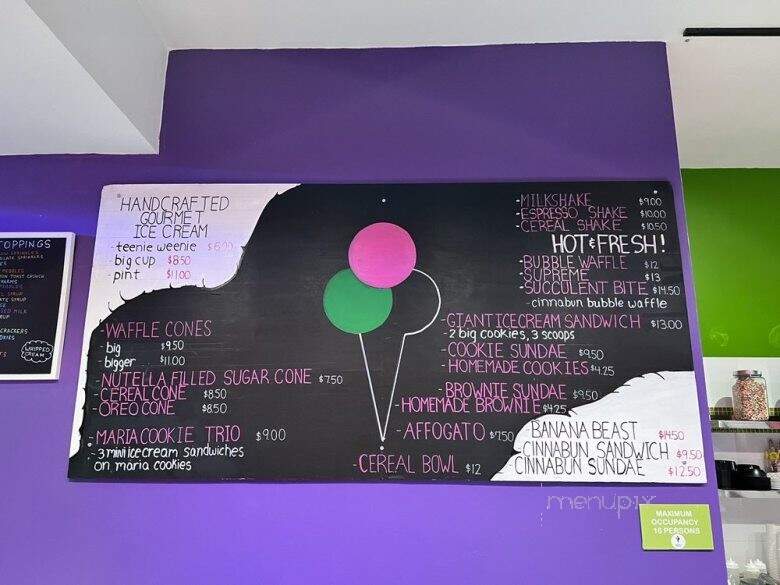 TOPPINGS
WHIPPED
CREAM
HANDCRAFTED
GOURMET
ICE CREAM
- teenie weenie
big cup $8.50
pint $11.00
- WAFFLE CONES
- big $9.50
- bigger $11.00
- NUTELLA FILLED SUGAR CONE $7.50
- CEREAL CONE $8.50
- OREO CONE $8.50
- MARIA COOKIE TRIO $9.00
- 3 mini ice cream sandwiches
on maria cookies
- MILKSHAKE $9.00
- ESPRESSO SHAKE $10.00
- CEREAL SHAKE $10.50
HOT & FRESH!
- BUBBLE WAFFLE $12
- SUPREME $13
- SUCCULENT BITE $14.50
- cinnabun bubble waffle
- GIANT ICE CREAM SANDWICH $13.00
- 2 big cookies, 3 scoops
- COOKIE SUNDAE $9.50
- HOMEMADE COOKIES $4.25
- BROWNIE SUNDAE $9.50
- HOMEMADE BROWNIE $4.25
- AFFOGATO $7.50
- CEREAL BOWL $12
- BANANA BEAST $14.50
- CINNABUN SANDWICH $9.50
- CINNABUN SUNDAE $12.50
menupix
MAXIMUM
OCCUPANCY
15 PERSONS